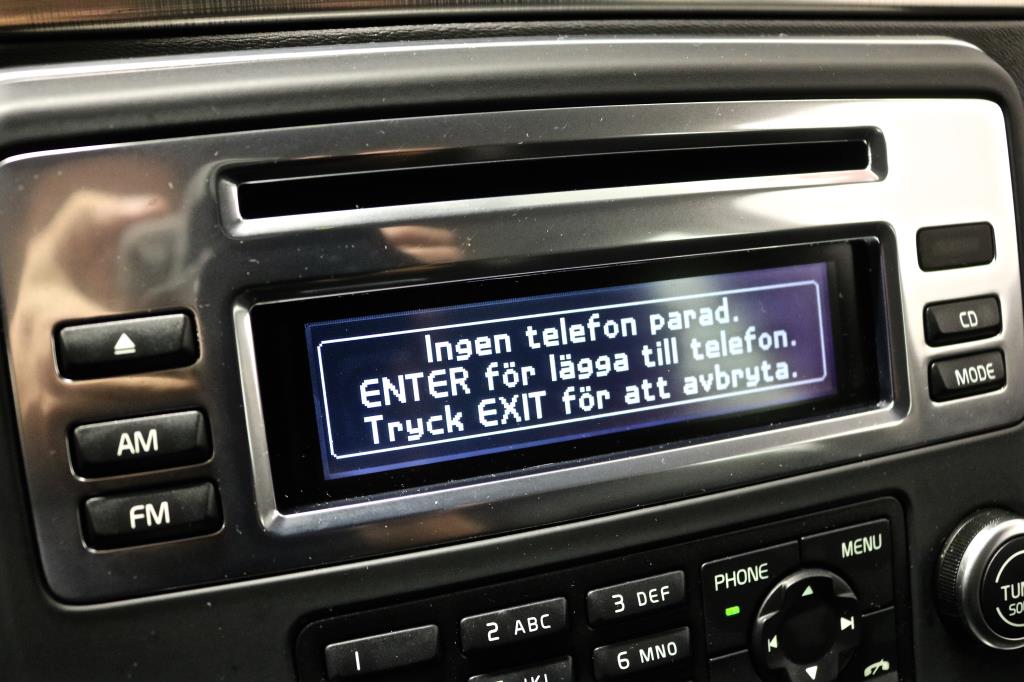 Ingen telefon parad.
ENTER för lägga till telefon.
Tryck EXIT för att avbryta.
CD
MODE
AM
FM
MENU
PHONE
1
2 ABC
3 DEF
6 MNO